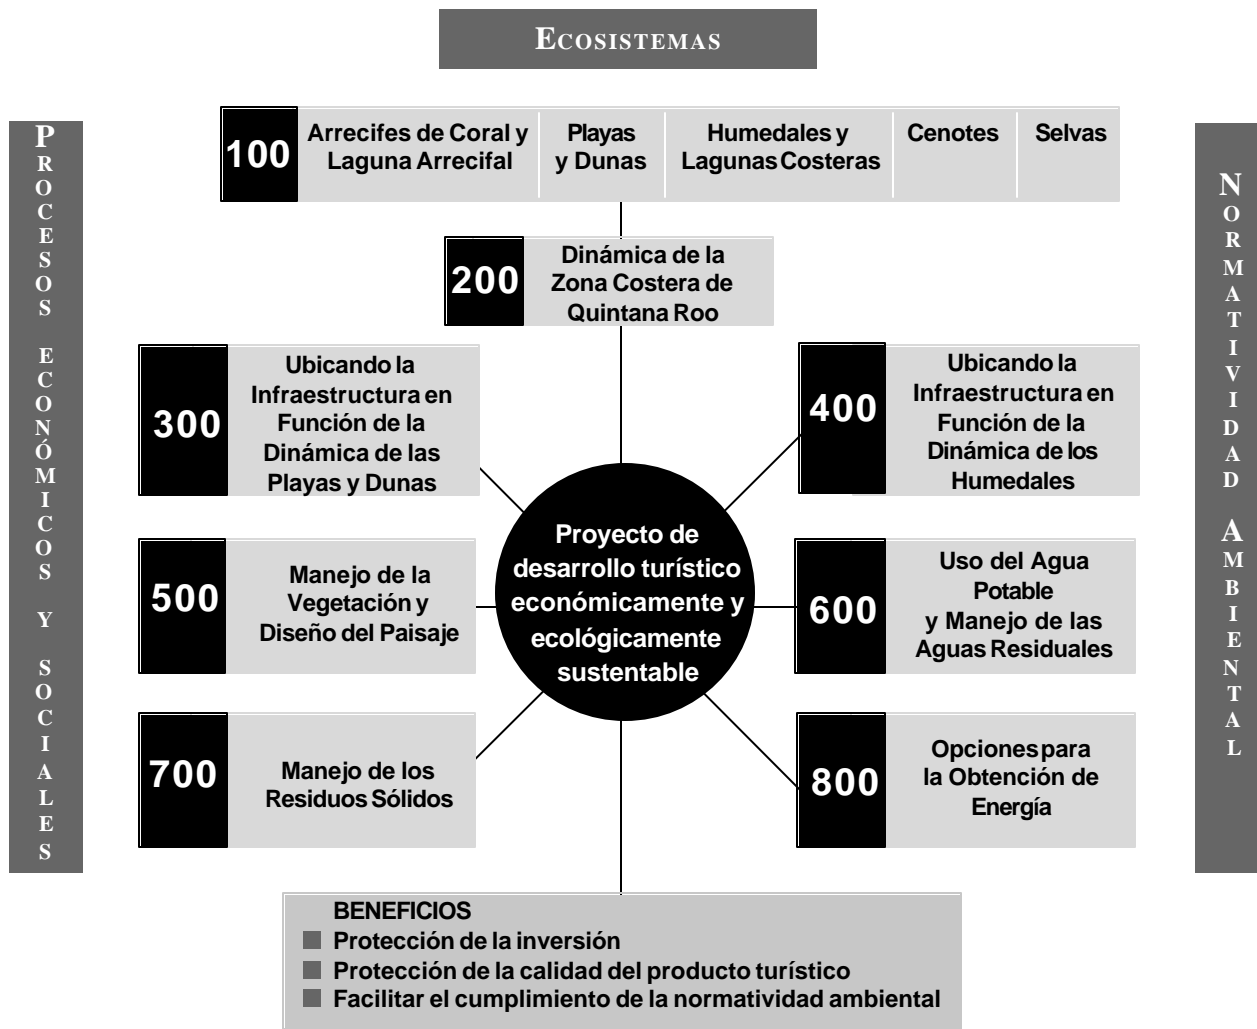 ECOSISTEMAS
PROCESOS ECONÓMICOS Y SOCIALES
100
Arrecifes de Coral y
Laguna Arrecifal
Playas
y Dunas
Humedales y
Lagunas Costeras
Cenotes
Selvas
NORMATIVIDAD AMBIENTAL
200
Dinámica de la
Zona Costera de
Quintana Roo
300
Ubicando la
Infraestructura en
Función de la
Dinámica de las
Playas y Dunas
400
Ubicando la
Infraestructura en
Función de la
Dinámica de los
Humedales
Proyecto de
desarrollo turístico
económicamente y
ecológicamente
sustentable
500
Manejo de la
Vegetación y
Diseño del Paisaje
600
Uso del Agua
Potable
y Manejo de las
Aguas Residuales
700
Manejo de los
Residuos Sólidos
800
Opciones para
la Obtención de
Energía
BENEFICIOS
Protección de la inversión
Protección de la calidad del producto turístico
Facilitar el cumplimiento de la normatividad ambiental